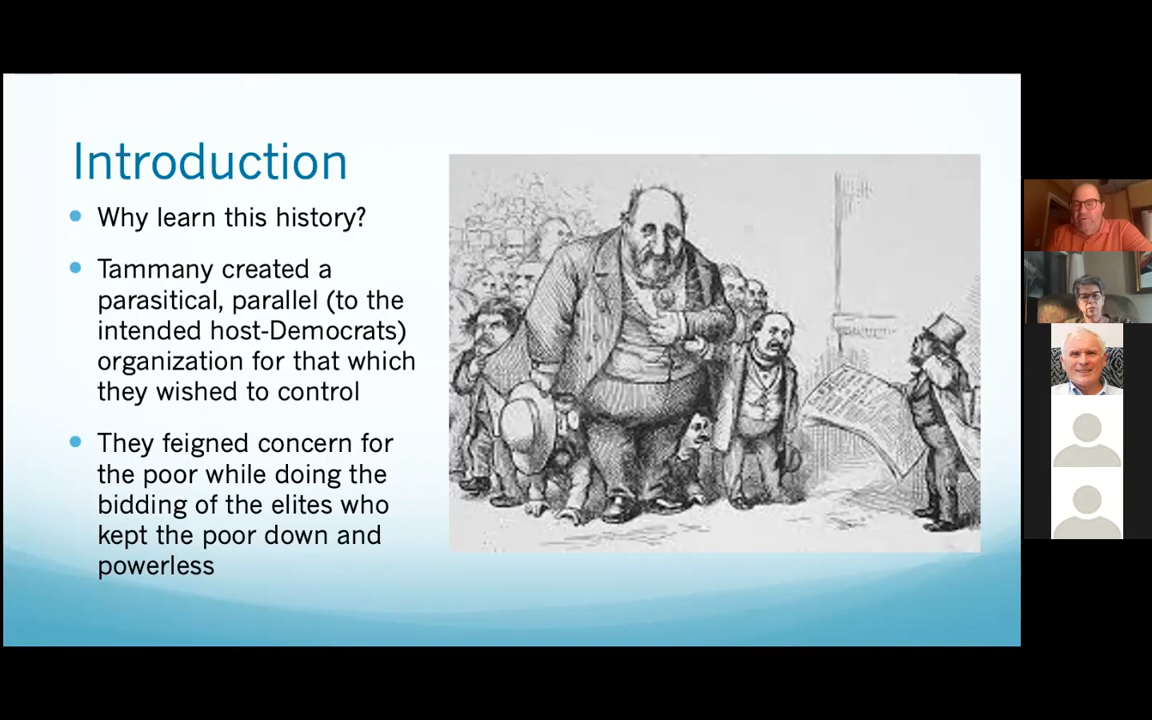 Introduction
Why learn this history?
Tammany created a
parasitical, parallel (to the
intended host-Democrats)
organization for that which
they wished to control
They feigned concern for
the poor while doing the
bidding of the elites who
kept the poor down and
powerless